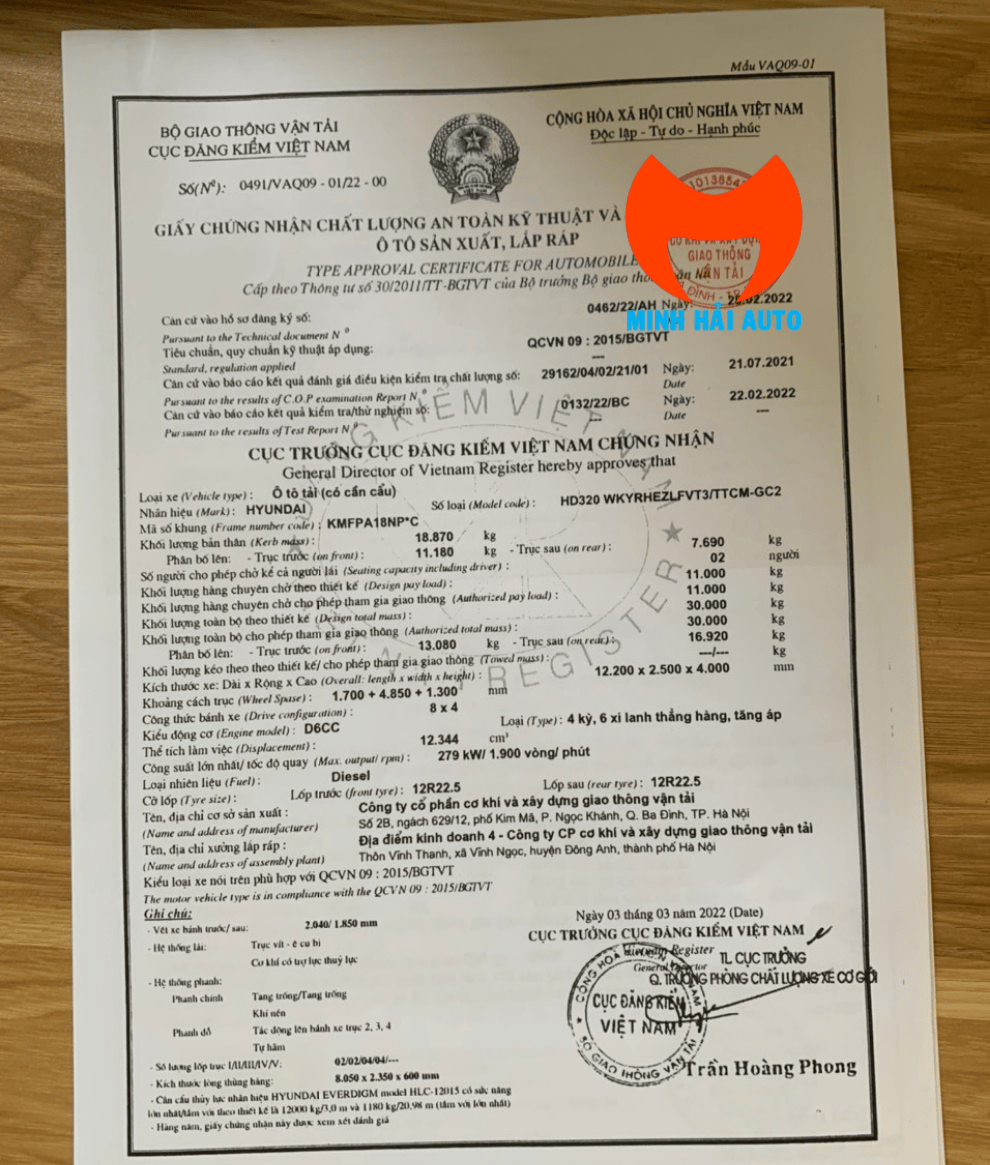 Mẫu VAQ09-01
BỘ GIAO THÔNG VẬN TẢI
CỤC ĐĂNG KIỂM VIỆT NAM
CỘNG HÒA XÃ HỘI CHỦ NGHĨA VIỆT NAM
Độc lập - Tự do - Hạnh phúc
Số(Nº): 0491/VAQ09 - 01/22 - 00
GIẤY CHỨNG NHẬN CHẤT LƯỢNG AN TOÀN KỸ THUẬT VÀ
Ô TÔ SẢN XUẤT, LẮP RÁP
TYPE APPROVAL CERTIFICATE FOR AUTOMOBILE
Cấp theo Thông tư số 30/2011/TT-BGTVT của Bộ trưởng Bộ giao thông vận tải
GIAO THÔNG
VẬN TẢI
MINH HẢI AUTO
Căn cứ vào hồ sơ đăng ký số: 0462/22/AH Ngày: 22.02.2022
Pursuant to the Technical document Nº
Tiêu chuẩn, quy chuẩn kỹ thuật áp dụng: QCVN 09 : 2015/BGTVT
Standard, regulation applied ---
Căn cứ vào báo cáo kết quả đánh giá điều kiện kiểm tra chất lượng số: 29162/04/02/21/01 Ngày: 21.07.2021
Pursuant to the results of C.O.P examination Report Nº Date
Căn cứ vào báo cáo kết quả kiểm tra/thử nghiệm số: 0132/22/BC Ngày: 22.02.2022
Pursuant to the results of Test Report Nº --- Date ---
CỤC TRƯỞNG CỤC ĐĂNG KIỂM VIỆT NAM CHỨNG NHẬN
General Director of Vietnam Register hereby approves that
Loại xe (Vehicle type) : Ô tô tải (có cần cẩu)
Nhãn hiệu (Mark) : HYUNDAI Số loại (Model code) : HD320 WKYRHEZLFVT3/TTCM-GC2
Mã số khung (Frame number code) : KMFPA18NP*C
Khối lượng bản thân (Kerb mass) : 18.870 kg
Phân bố lên: - Trục trước (on front) : 11.180 kg - Trục sau (on rear) : 7.690 kg
Số người cho phép chở kể cả người lái (Seating capacity including driver) : 02 người
Khối lượng hàng chuyên chở theo thiết kế (Design pay load) : 11.000 kg
Khối lượng hàng chuyên chở cho phép tham gia giao thông (Authorized pay load) : 11.000 kg
Khối lượng toàn bộ theo thiết kế (Design total mass) : 30.000 kg
Khối lượng toàn bộ cho phép tham gia giao thông (Authorized total mass) : 30.000 kg
Phân bố lên: - Trục trước (on front) : 13.080 kg - Trục sau (on rear) : 16.920 kg
Khối lượng kéo theo theo thiết kế/ cho phép tham gia giao thông (Towed mass) : ---/--- kg
Kích thước xe: Dài x Rộng x Cao (Overall: length x width x height) : 12.200 x 2.500 x 4.000 mm
Khoảng cách trục (Wheel Spase) : 1.700 + 4.850 + 1.300 mm
Công thức bánh xe (Drive configuration) : 8 x 4
Kiểu động cơ (Engine model) : D6CC Loại (Type) : 4 kỳ, 6 xi lanh thẳng hàng, tăng áp
Thể tích làm việc (Displacement) : 12.344 cm³
Công suất lớn nhất/ tốc độ quay (Max. output/ rpm) : 279 kW/ 1.900 vòng/ phút
Loại nhiên liệu (Fuel) : Diesel
Cỡ lốp (Tyre size) : Lốp trước (front tyre) : 12R22.5 Lốp sau (rear tyre) : 12R22.5
Tên, địa chỉ cơ sở sản xuất : Công ty cổ phần cơ khí và xây dựng giao thông vận tải
(Name and address of manufacturer) Số 2B, ngách 629/12, phố Kim Mã, P. Ngọc Khánh, Q. Ba Đình, TP. Hà Nội
Tên, địa chỉ xưởng lắp ráp : Địa điểm kinh doanh 4 - Công ty CP cơ khí và xây dựng giao thông vận tải
(Name and address of assembly plant) Thôn Vĩnh Thanh, xã Vĩnh Ngọc, huyện Đông Anh, thành phố Hà Nội
Kiểu loại xe nói trên phù hợp với QCVN 09 : 2015/BGTVT
The motor vehicle type is in compliance with the QCVN 09 : 2015/BGTVT
Ghi chú:
- Vết xe bánh trước/ sau: 2.040/ 1.850 mm
- Hệ thống lái: Trục vít - ê cu bi
Cơ khí có trợ lực thuỷ lực
- Hệ thống phanh:
Phanh chính Tang trống/Tang trống
Khí nén
Phanh đỗ Tác động lên bánh xe trục 2, 3, 4
Tự hãm
- Số lượng lốp trục I/II/III/IV/V: 02/02/04/04/---
- Kích thước lòng thùng hàng: 8.050 x 2.350 x 600 mm
- Cần cẩu thủy lực nhãn hiệu HYUNDAI EVERDIGM model HLC-12015 có sức nâng
lớn nhất/tầm với theo thiết kế là 12000 kg/3,0 m và 1180 kg/20,98 m (tầm với lớn nhất)
- Hàng năm, giấy chứng nhận này được xem xét đánh giá
Ngày 03 tháng 03 năm 2022 (Date)
CỤC TRƯỞNG CỤC ĐĂNG KIỂM VIỆT NAM
Vietnam Register
General Director
TL CỤC TRƯỞNG
Q. TRƯỞNG PHÒNG CHẤT LƯỢNG XE CƠ GIỚI
CỤC ĐĂNG KIỂM
VIỆT NAM
Trần Hoàng Phong